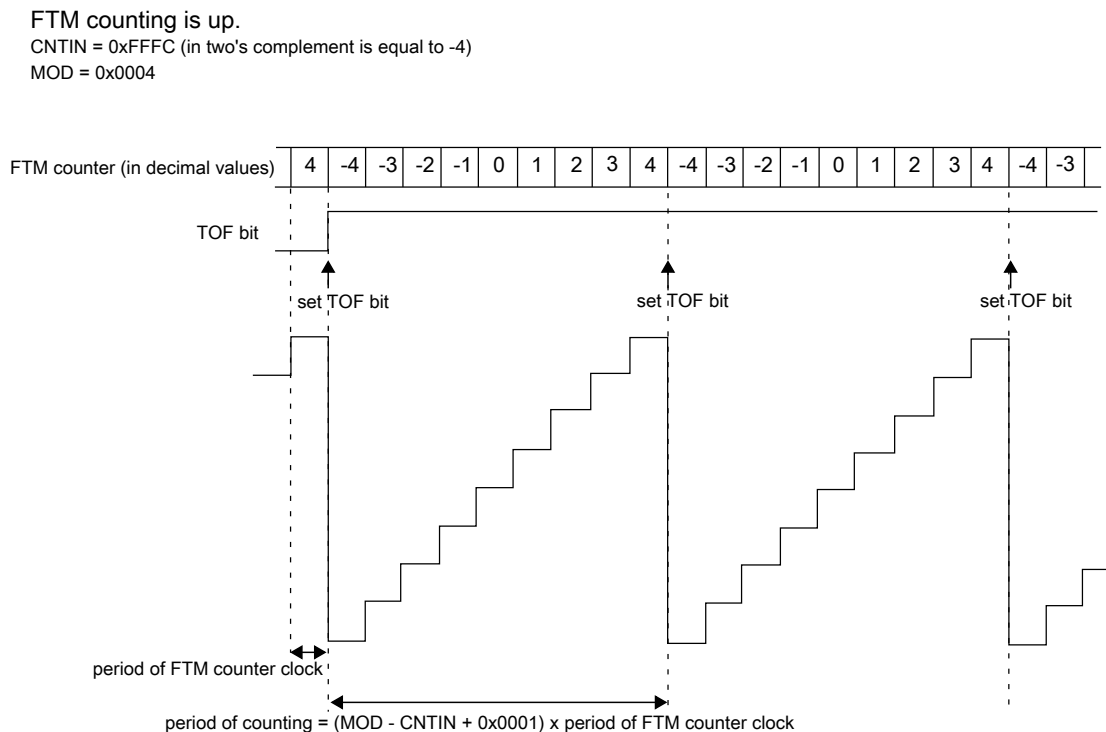 FTM counting is up.
CNTIN = 0xFFFC (in two's complement is equal to -4)
MOD = 0x0004
FTM counter (in decimal values) 4 -4 -3 -2 -1 0 1 2 3 4 -4 -3 -2 -1 0 1 2 3 4 -4 -3
TOF bit
set TOF bit set TOF bit set TOF bit
period of FTM counter clock
period of counting = (MOD - CNTIN + 0x0001) x period of FTM counter clock